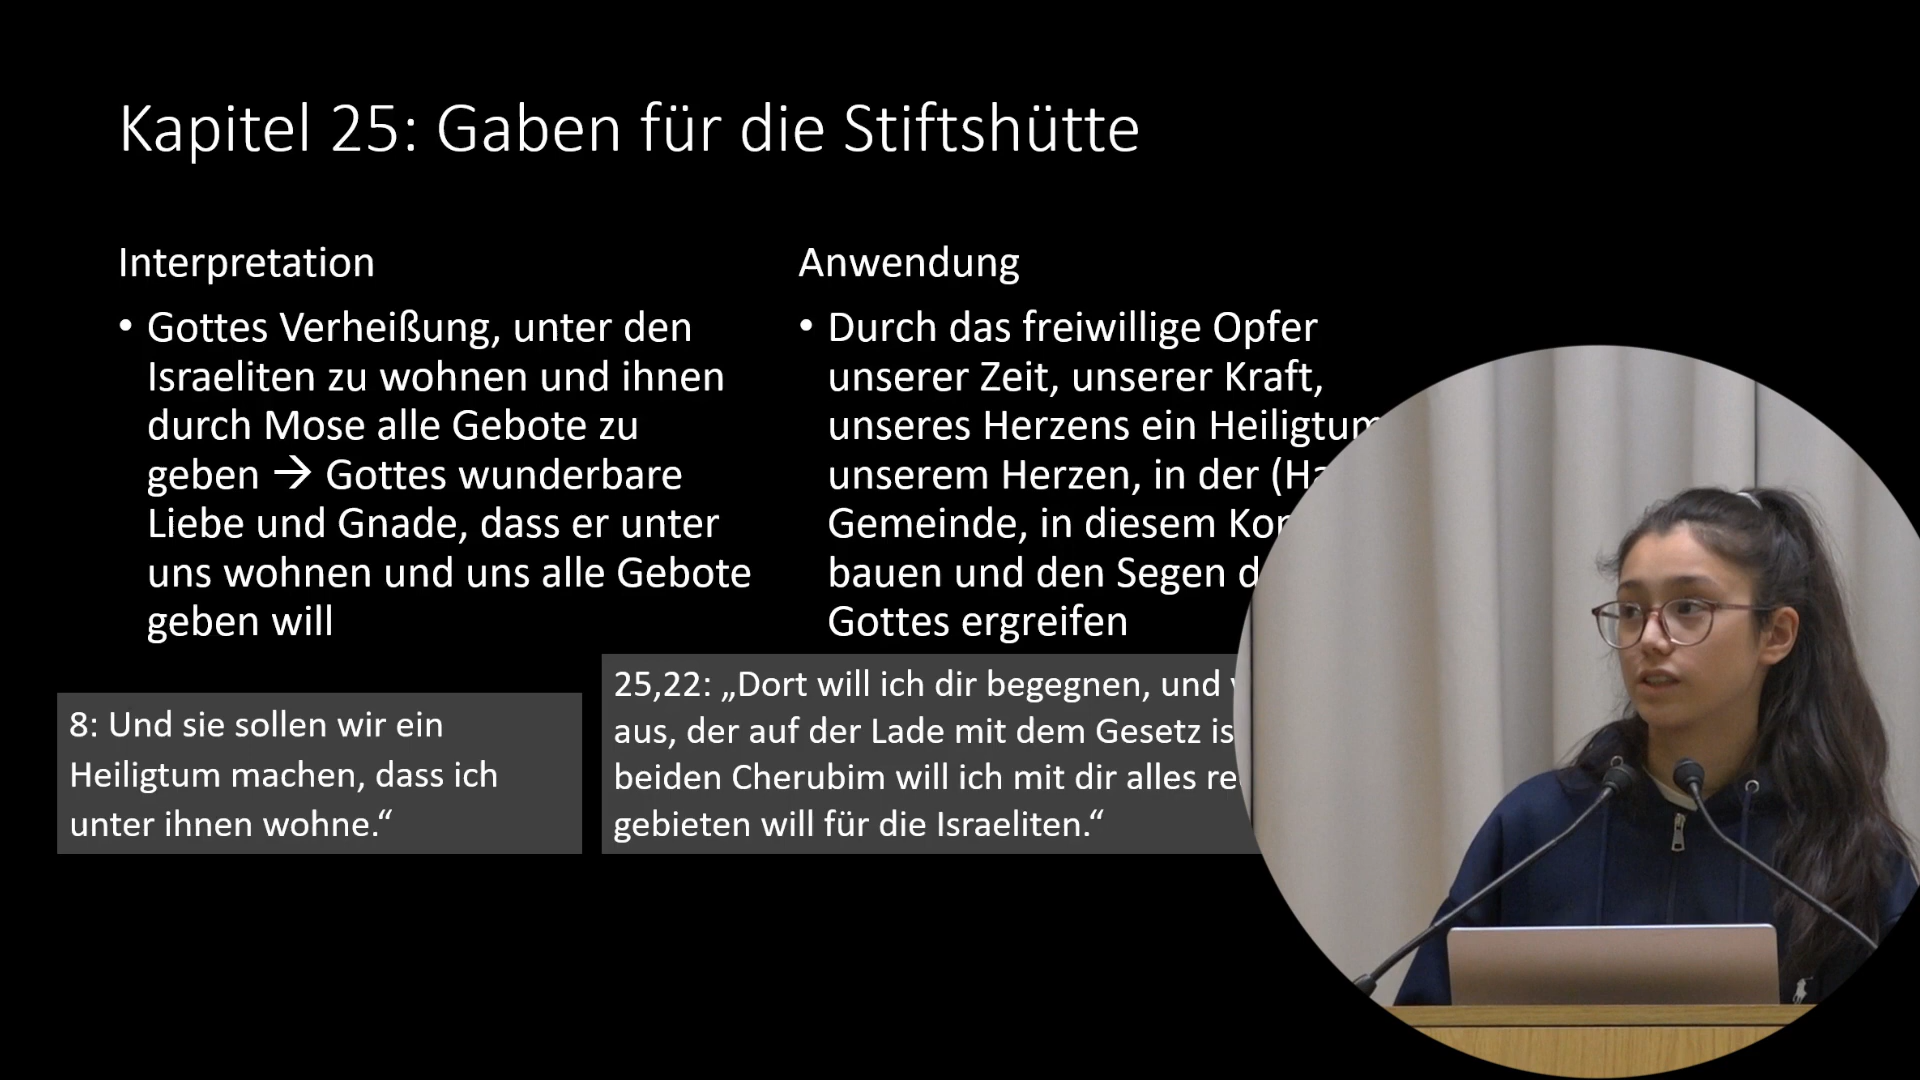 Kapitel 25: Gaben für die Stiftshütte
Interpretation
• Gottes Verheißung, unter den
Israeliten zu wohnen und ihnen
durch Mose alle Gebote zu
geben → Gottes wunderbare
Liebe und Gnade, dass er unter
uns wohnen und uns alle Gebote
geben will
8: Und sie sollen wir ein
Heiligtum machen, dass ich
unter ihnen wohne.“
Anwendung
• Durch das freiwillige Opfer
unserer Zeit, unserer Kraft,
unseres Herzens ein Heiligtum
unserem Herzen, in der
Gemeinde, in diesem
bauen und den Segen
Gottes ergreifen
25,22: „Dort will ich dir begegnen, und
aus, der auf der Lade mit dem Gesetz
beiden Cherubim will ich mit dir alles
gebieten will für die Israeliten.“